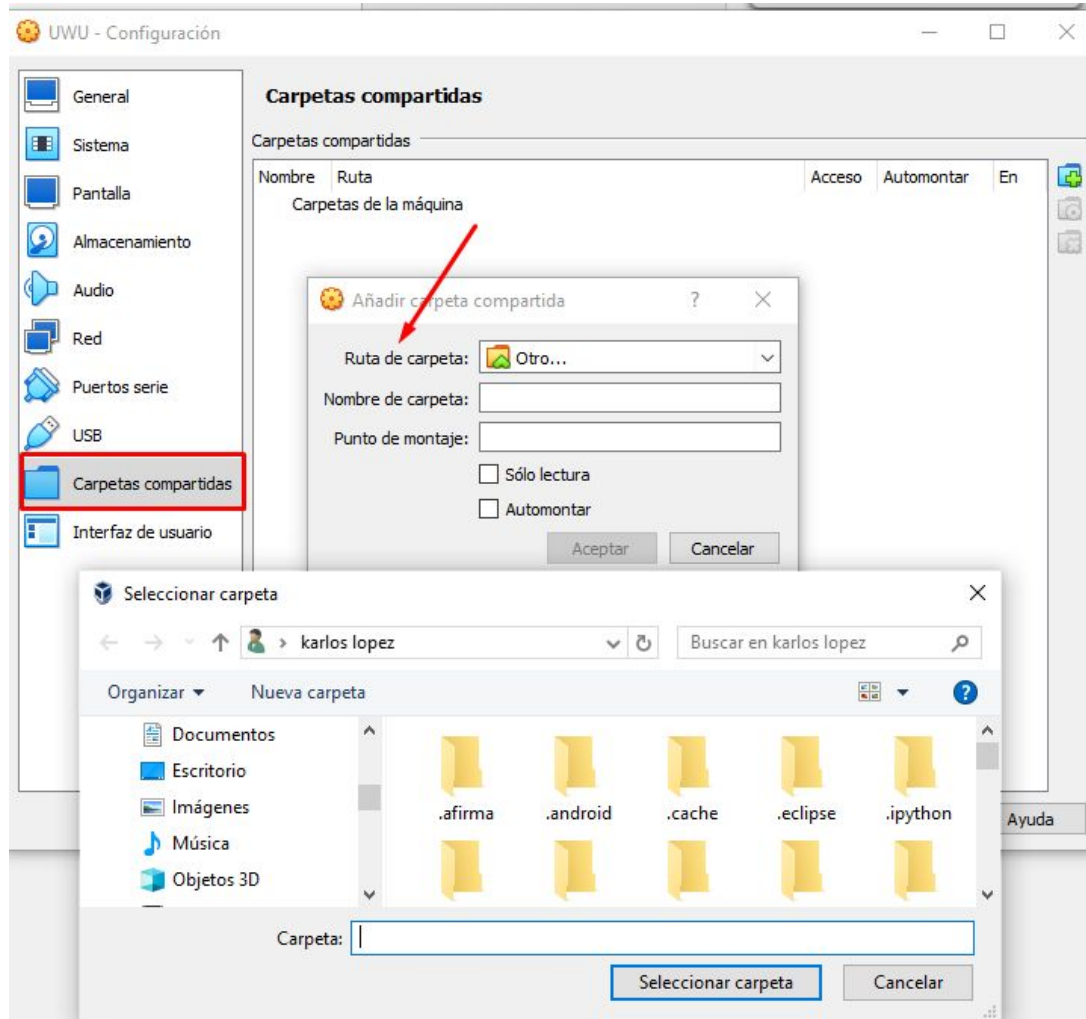 UWU - Configuración
General
Sistema
Pantalla
Almacenamiento
Audio
Red
Puertos serie
USB
Carpetas compartidas
Interfaz de usuario
Carpetas compartidas
Carpetas compartidas
Nombre Ruta Acceso Automontar En
Carpetas de la máquina
Añadir carpeta compartida ?
Ruta de carpeta: Otro...
Nombre de carpeta:
Punto de montaje:
Sólo lectura
Automontar
Aceptar Cancelar
Ayuda
Seleccionar carpeta
karlos lopez Buscar en karlos lopez
Organizar Nueva carpeta ?
Documentos
Escritorio
Imágenes
Música
Objetos 3D
.afirma .android .cache .eclipse .ipython
Carpeta:
Seleccionar carpeta Cancelar